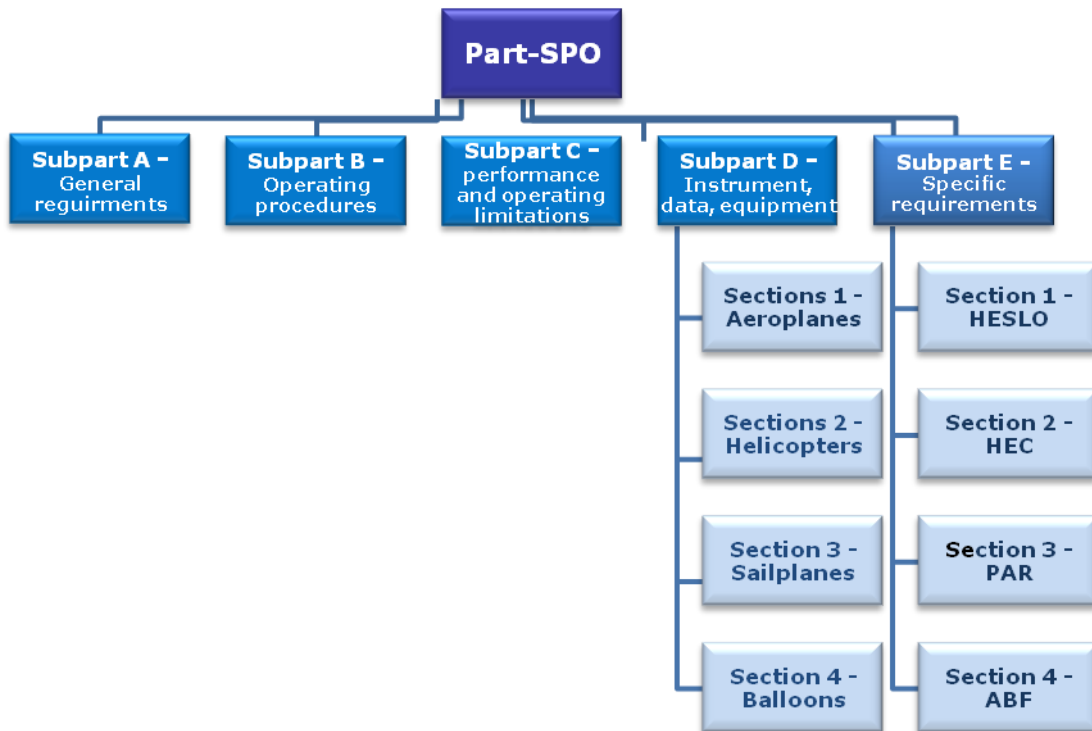 Part-SPO
Subpart A –
General
reguirments
Subpart B –
Operating
procedures
Subpart C –
performance
and operating
limitations
Subpart D –
Instrument,
data, equipment
Subpart E –
Specific
requirements
Sections 1 -
Aeroplanes
Sections 2 -
Helicopters
Section 3 -
Sailplanes
Section 4 -
Balloons
Section 1 -
HESLO
Section 2 -
HEC
Section 3 -
PAR
Section 4 -
ABF